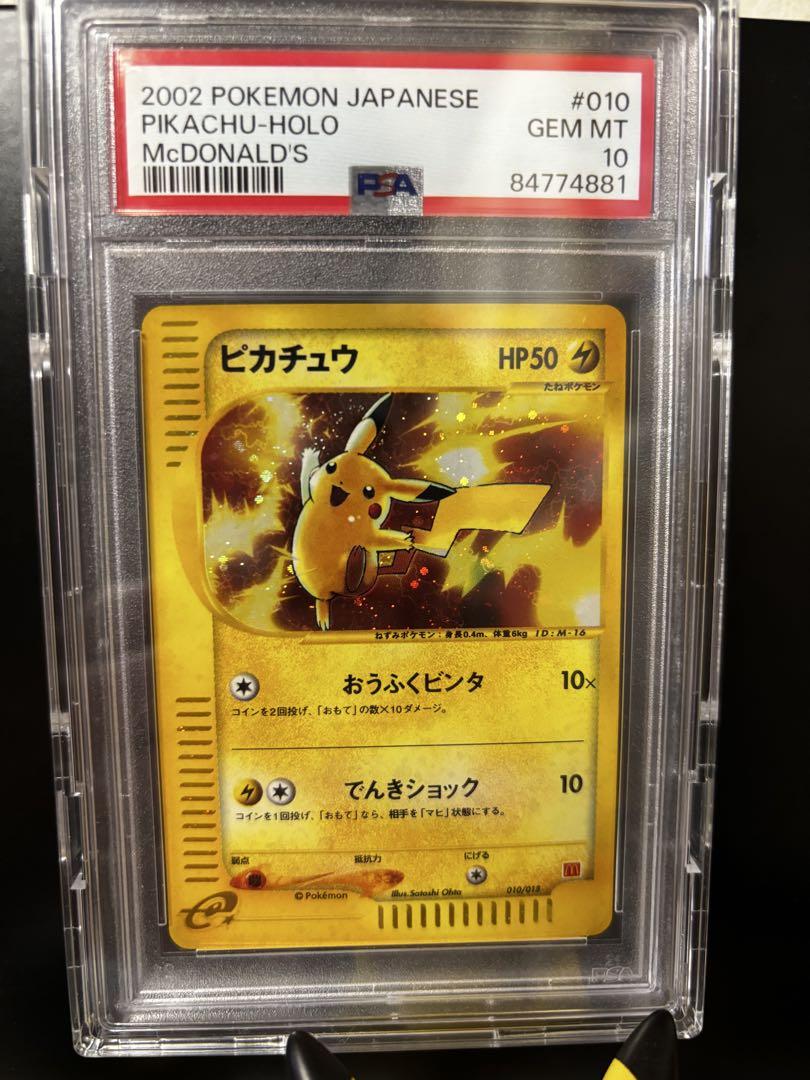 2002 POKEMON JAPANESE #010
PIKACHU-HOLO GEM MT
McDONALD'S 10
PSA 84774881
ピカチュウ HP50
たねポケモン
ねずみポケモン：身長0.4m、体重6kg ID:M-16
おうふくビンタ 10×
コインを2回投げ、「おもて」の数×10ダメージ。
でんきショック 10
コインを1回投げ、「おもて」なら、相手を「マヒ」状態にする。
弱点 抵抗力 にげる
©Pokémon Illus.Satoshi Ohta 010/018
e
PSA